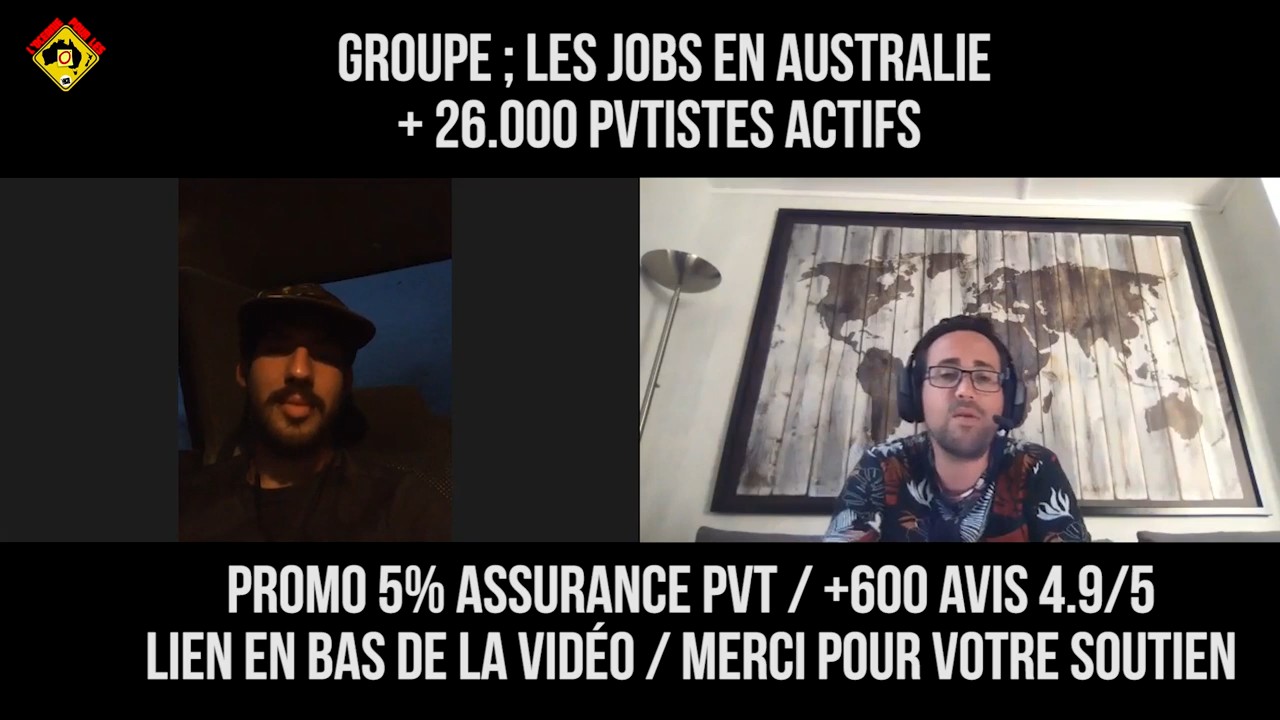 GROUPE ; LES JOBS EN AUSTRALIE
+ 26.000 PVTISTES ACTIFS
PROMO 5% ASSURANCE PVT / +600 AVIS 4.9/5
LIEN EN BAS DE LA VIDÉO / MERCI POUR VOTRE SOUTIEN